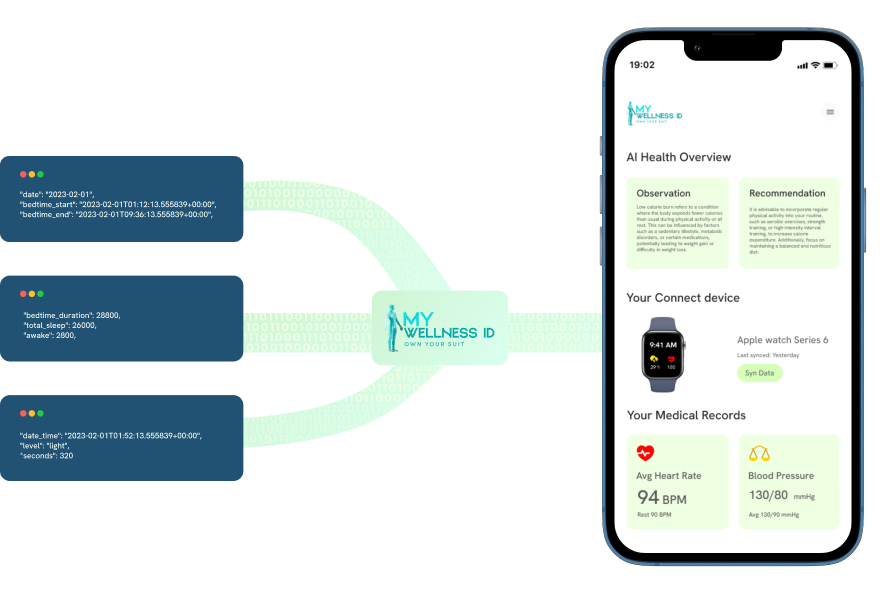 "date": "2023-02-01",
"bedtime_start": "2023-02-01T01:12:13.555839+00:00",
"bedtime_end": "2023-02-01T09:36:13.555839+00:00",
"bedtime_duration": 28800,
"total_sleep": 26000,
"awake": 2800,
"date_time": "2023-02-01T01:52:13.555839+00:00",
"level": "light",
"seconds": 320
MY
WELLNESS ID
OWN YOUR SUIT
19:02
MY
WELLNESS ID
OWN YOUR SUIT
AI Health Overview
Observation
Low calorie burn refers to a condition
where the body expends fewer calories
than usual during physical activity or at
rest. This can be influenced by factors
such as a sedentary lifestyle, metabolic
disorders, or certain medications,
potentially leading to weight gain or
difficulty in weight loss.
Recommendation
It is advisable to incorporate regular
physical activity into your routine,
such as aerobic exercises, strength
training, or high-intensity interval
training, to increase calorie
expenditure. Additionally, focus on
maintaining a balanced and nutritious
diet.
Your Connect device
9:41 AM
100
Apple watch Series 6
Last synced: Yesterday
Syn Data
Your Medical Records
Avg Heart Rate
94 BPM
Rest 90 BPM
Blood Pressure
130/80 mmHg
Avg 130/90 mmHg